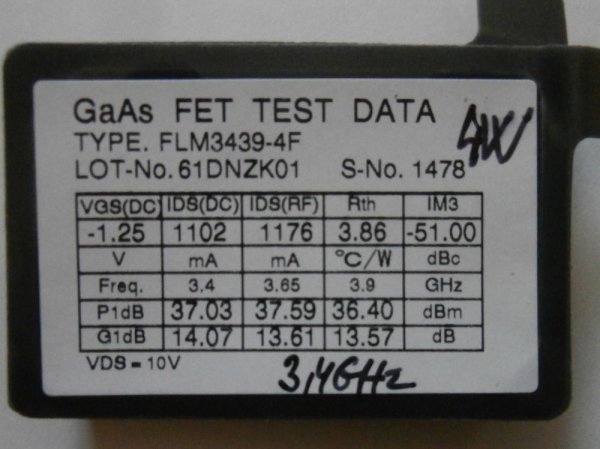 GaAs FET TEST DATA
4W
TYPE. FLM3439-4F
LOT-No. 61DNZK01 S-No. 1478
VGS(DC) IDS(DC) IDS(RF) Rth IM3
-1.25 1102 1176 3.86 -51.00
V mA mA °C/W dBc
Freq. 3.4 3.65 3.9 GHz
P1dB 37.03 37.59 36.40 dBm
G1dB 14.07 13.61 13.57 dB
VDS = 10V
3,4GHz